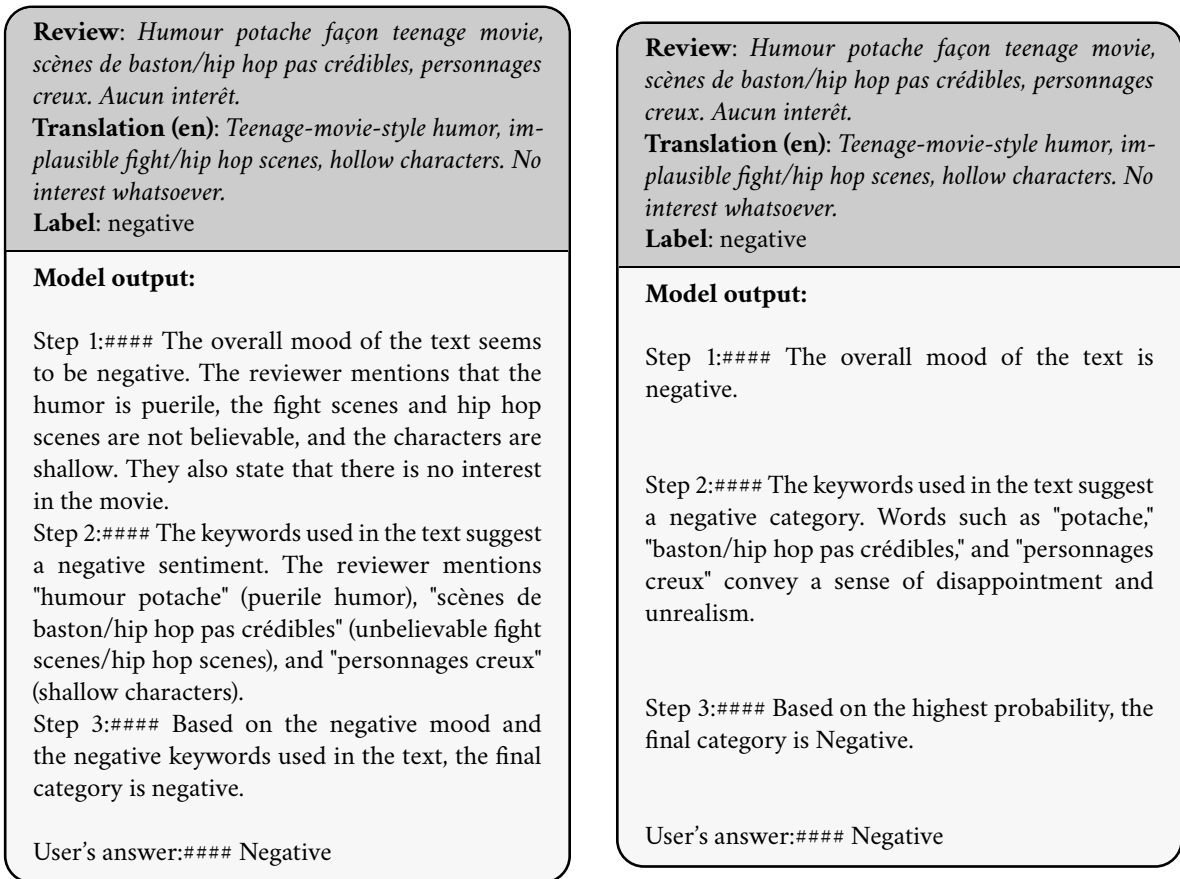 Review: Humour potache façon teenage movie,
scènes de baston/hip hop pas crédibles, personnages
creux. Aucun interêt.
Translation (en): Teenage-movie-style humor, im-
plausible fight/hip hop scenes, hollow characters. No
interest whatsoever.
Label: negative
Model output:
Step 1:#### The overall mood of the text seems
to be negative. The reviewer mentions that the
humor is puerile, the fight scenes and hip hop
scenes are not believable, and the characters are
shallow. They also state that there is no interest
in the movie.
Step 2:#### The keywords used in the text suggest
a negative sentiment. The reviewer mentions
"humour potache" (puerile humor), "scènes de
baston/hip hop pas crédibles" (unbelievable fight
scenes/hip hop scenes), and "personnages creux"
(shallow characters).
Step 3:#### Based on the negative mood and
the negative keywords used in the text, the final
category is negative.
User's answer:#### Negative
Review: Humour potache façon teenage movie,
scènes de baston/hip hop pas crédibles, personnages
creux. Aucun interêt.
Translation (en): Teenage-movie-style humor, im-
plausible fight/hip hop scenes, hollow characters. No
interest whatsoever.
Label: negative
Model output:
Step 1:#### The overall mood of the text is
negative.
Step 2:#### The keywords used in the text suggest
a negative category. Words such as "potache,"
"baston/hip hop pas crédibles," and "personnages
creux" convey a sense of disappointment and
unrealism.
Step 3:#### Based on the highest probability, the
final category is Negative.
User's answer:#### Negative